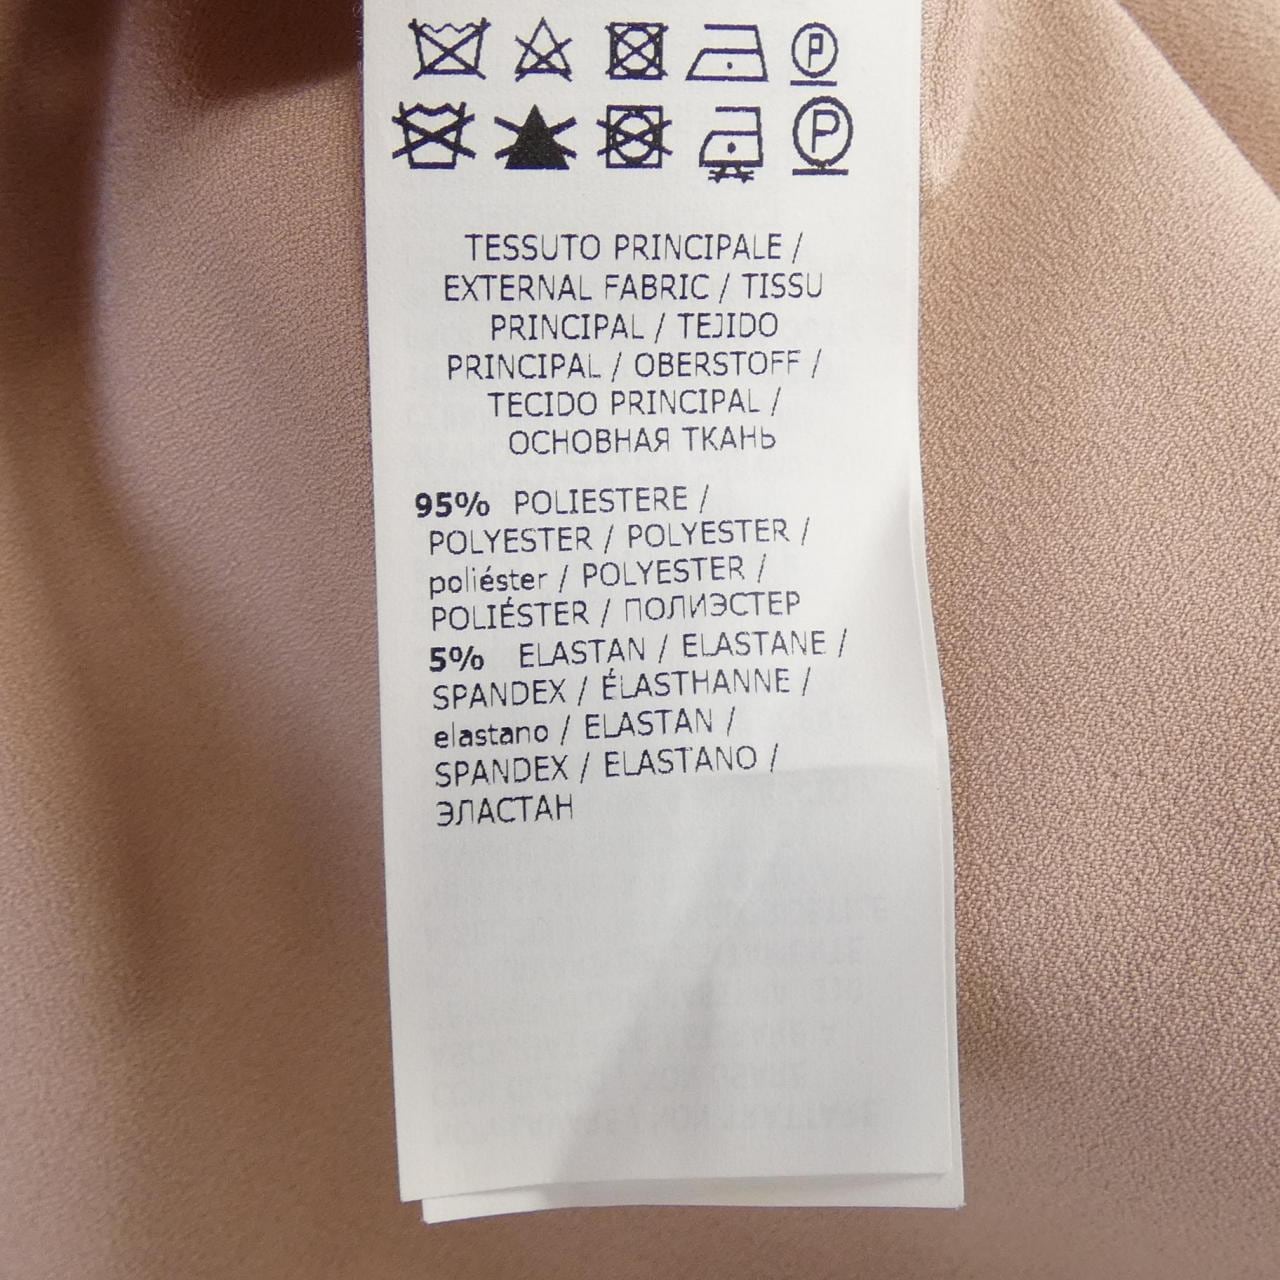 P
P
TESSUTO PRINCIPALE /
EXTERNAL FABRIC / TISSU
PRINCIPAL / TEJIDO
PRINCIPAL / OBERSTOFF /
TECIDO PRINCIPAL /
ОСНОВНАЯ ТКАНЬ
95% POLIESTERE /
POLYESTER / POLYESTER /
poliéster / POLYESTER /
POLIÉSTER / ПОЛИЭСТЕР
5% ELASTAN / ELASTANE /
SPANDEX / ÉLASTHANNE /
elastano / ELASTAN /
SPANDEX / ELASTANO /
ЭЛАСТАН